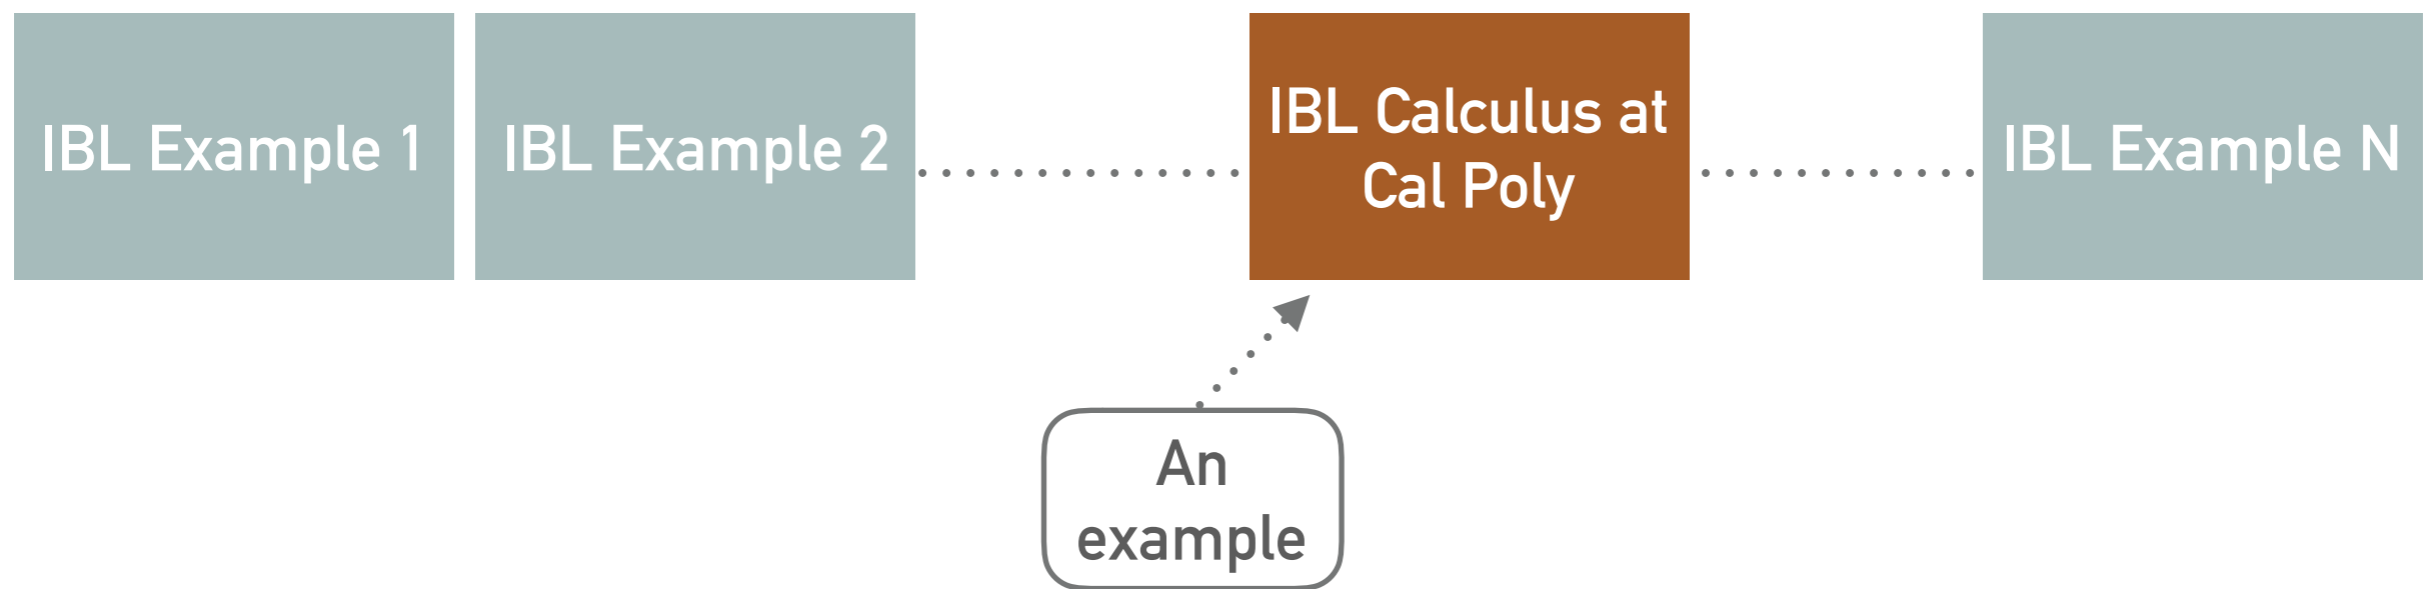 IBL Example 1
IBL Example 2
IBL Calculus at
Cal Poly
IBL Example N
An
example